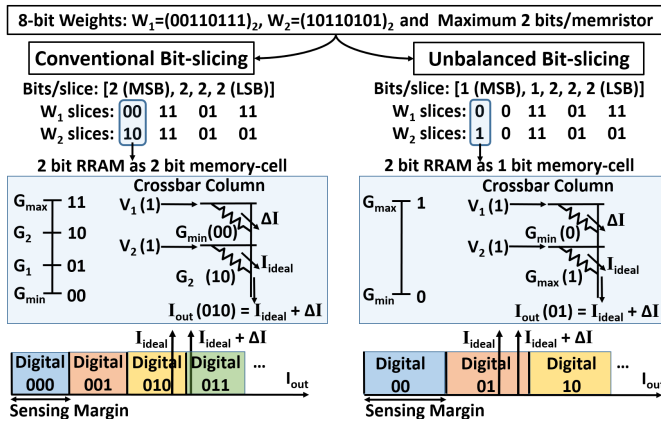 8-bit Weights: W1=(00110111)2, W2=(10110101)2 and Maximum 2 bits/memristor
Conventional Bit-slicing
Bits/slice: [2 (MSB), 2, 2, 2 (LSB)]
W1 slices: 00 11 01 11
W2 slices: 10 11 01 01
2 bit RRAM as 2 bit memory-cell
Crossbar Column
Gmax 11
G2 10
G1 01
Gmin 00
V1 (1)
ΔI
Gmin(00)
V2 (1)
Iideal
G2 (10)
Iout (010) = Iideal + ΔI
Iideal Iideal + ΔI
Digital 000
Digital 001
Digital 010
Digital 011
...
Iout
Sensing Margin
Unbalanced Bit-slicing
Bits/slice: [1 (MSB), 1, 2, 2, 2 (LSB)]
W1 slices: 0 0 11 01 11
W2 slices: 1 0 11 01 01
2 bit RRAM as 1 bit memory-cell
Crossbar Column
Gmax 1
Gmin 0
V1 (1)
ΔI
Gmin(0)
V2 (1)
Iideal
Gmax(1)
Iout (01) = Iideal + ΔI
Iideal Iideal + ΔI
Digital 00
Digital 01
Digital 10
...
Iout
Sensing Margin